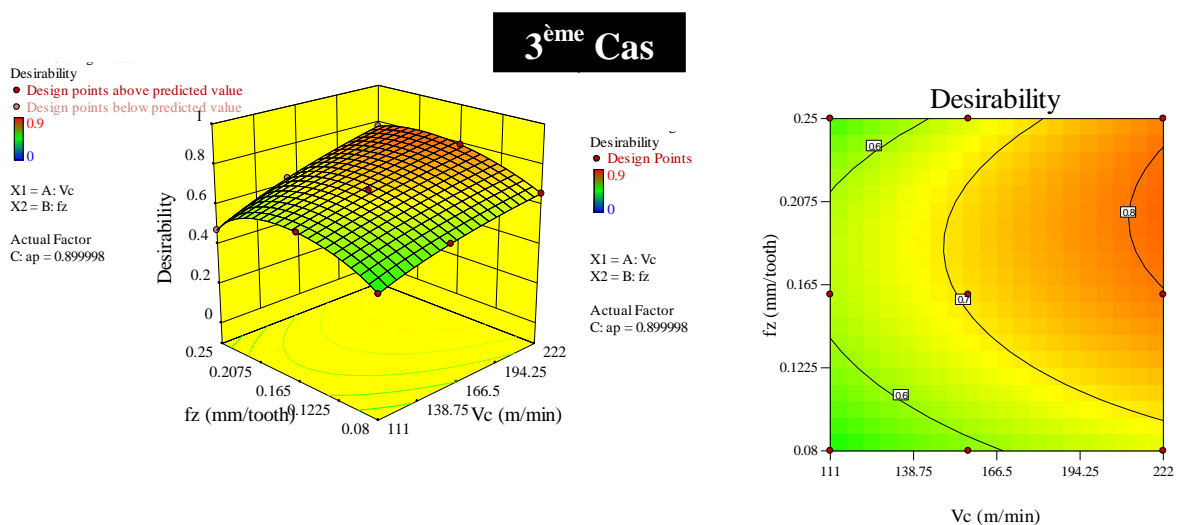 3ème Cas
Desirability
Design points above predicted value
Design points below predicted value
0.9
0
X1 = A: Vc
X2 = B: fz
Actual Factor
C: ap = 0.899998
1
0.8
0.6
0.4
0.2
0
Desirability
0.25
0.2075
0.165
0.1225
0.08
fz (mm/tooth)
111
138.75
166.5
194.25
222
Vc (m/min)
Desirability
Design Points
0.9
0
X1 = A: Vc
X2 = B: fz
Actual Factor
C: ap = 0.899998
Desirability
0.25
0.2075
0.165
0.1225
0.08
fz (mm/tooth)
0.6
0.8
0.7
0.6
111
138.75
166.5
194.25
222
Vc (m/min)